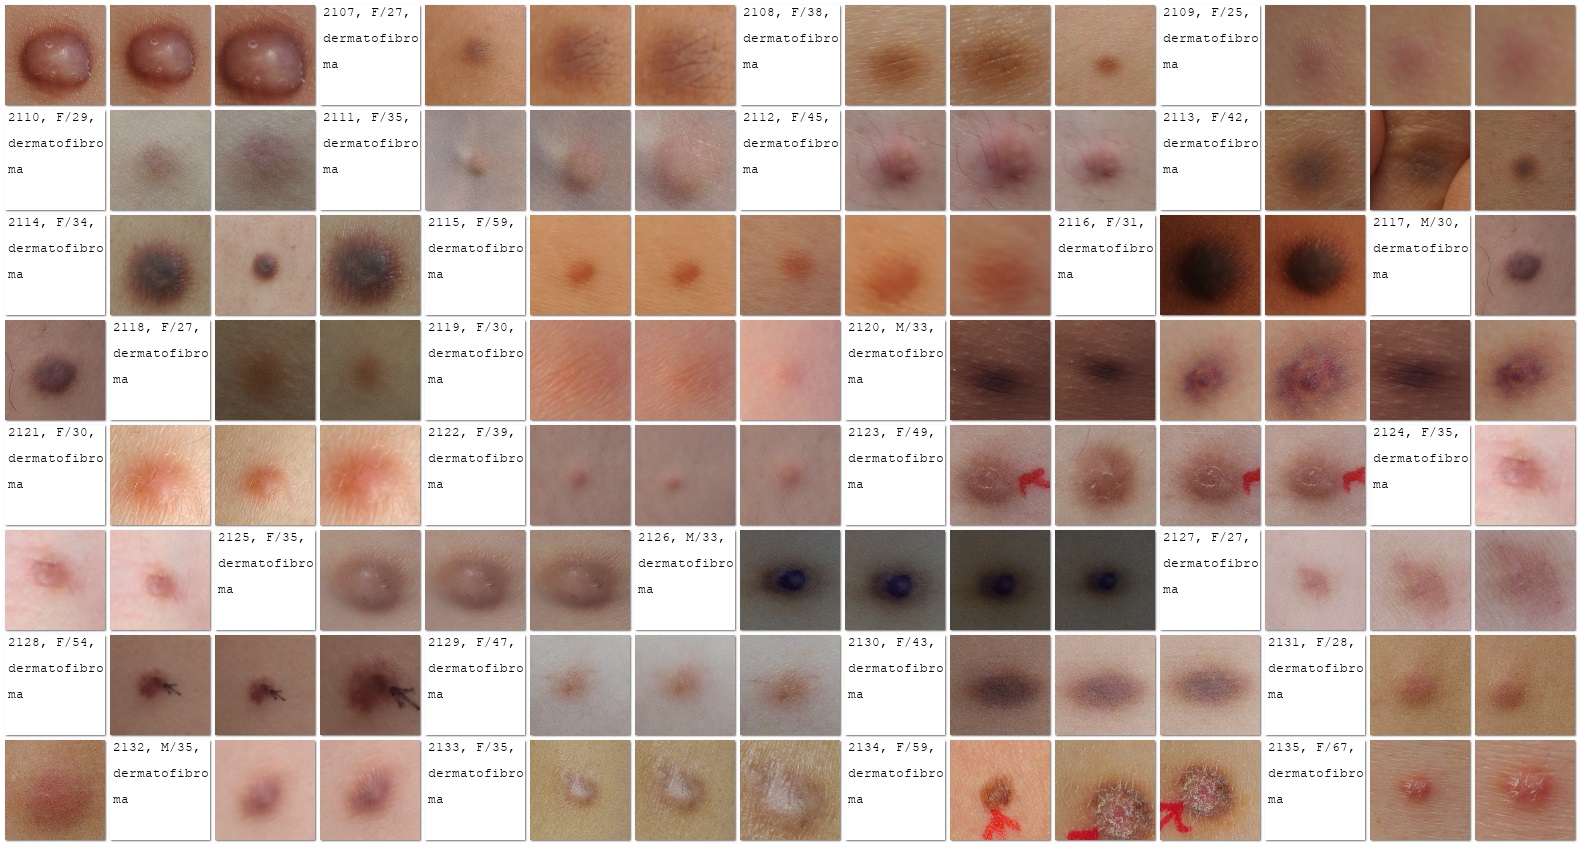 2107, F/27,
dermatofibro
ma
2108, F/38,
dermatofibro
ma
2109, F/25,
dermatofibro
ma
2110, F/29,
dermatofibro
ma
2111, F/35,
dermatofibro
ma
2112, F/45,
dermatofibro
ma
2113, F/42,
dermatofibro
ma
2114, F/34,
dermatofibro
ma
2115, F/59,
dermatofibro
ma
2116, F/31,
dermatofibro
ma
2117, M/30,
dermatofibro
ma
2118, F/27,
dermatofibro
ma
2119, F/30,
dermatofibro
ma
2120, M/33,
dermatofibro
ma
2121, F/30,
dermatofibro
ma
2122, F/39,
dermatofibro
ma
2123, F/49,
dermatofibro
ma
2124, F/35,
dermatofibro
ma
2125, F/35,
dermatofibro
ma
2126, M/33,
dermatofibro
ma
2127, F/27,
dermatofibro
ma
2128, F/54,
dermatofibro
ma
2129, F/47,
dermatofibro
ma
2130, F/43,
dermatofibro
ma
2131, F/28,
dermatofibro
ma
2132, M/35,
dermatofibro
ma
2133, F/35,
dermatofibro
ma
2134, F/59,
dermatofibro
ma
2135, F/67,
dermatofibro
ma